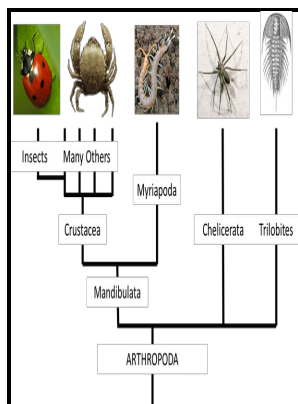 Insects Many Others
Myriapoda
Crustacea Chelicerata Trilobites
Mandibulata
ARTHROPODA